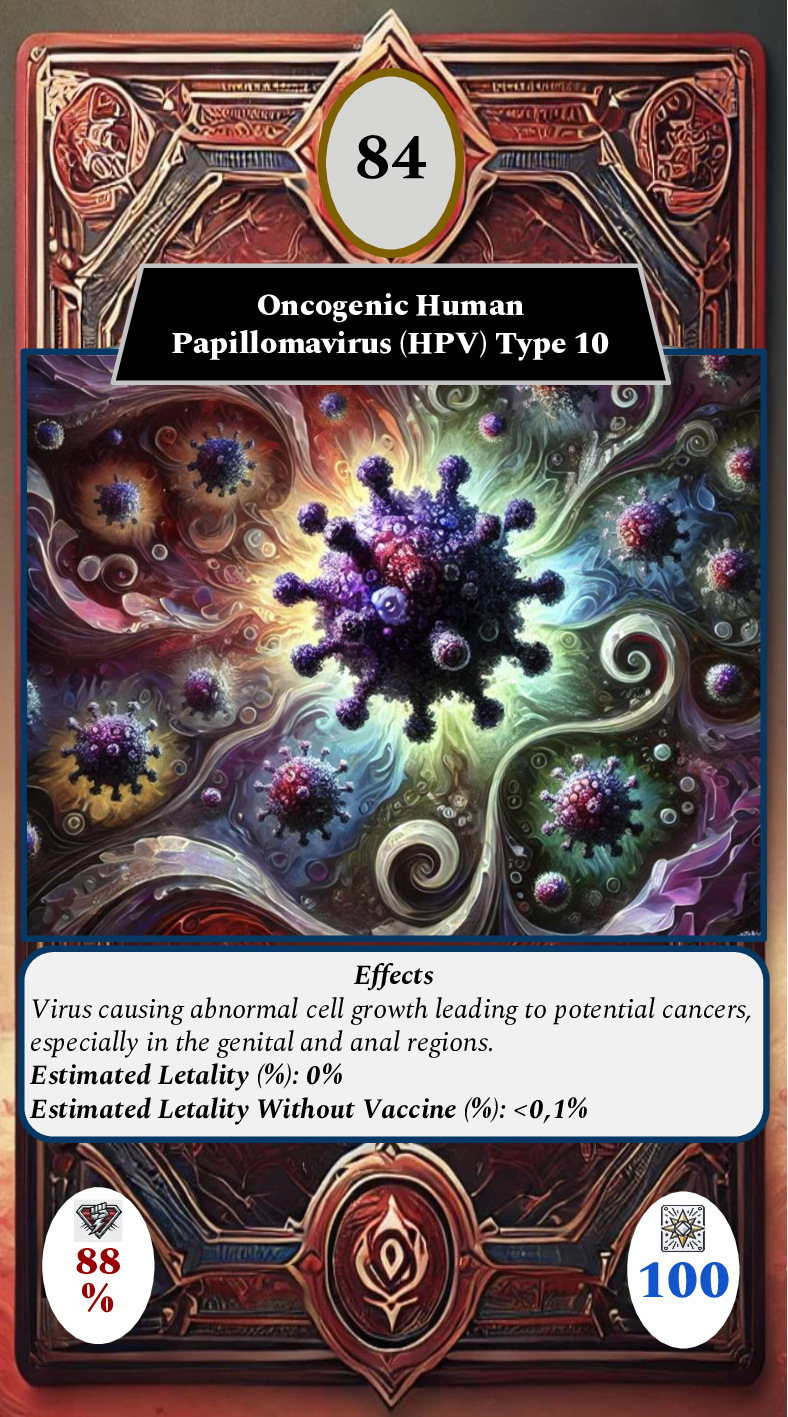 84
Oncogenic Human
Papillomavirus (HPV) Type 10
Effects
Virus causing abnormal cell growth leading to potential cancers,
especially in the genital and anal regions.
Estimated Letality (%): 0%
Estimated Letality Without Vaccine (%): <0,1%
88
%
100